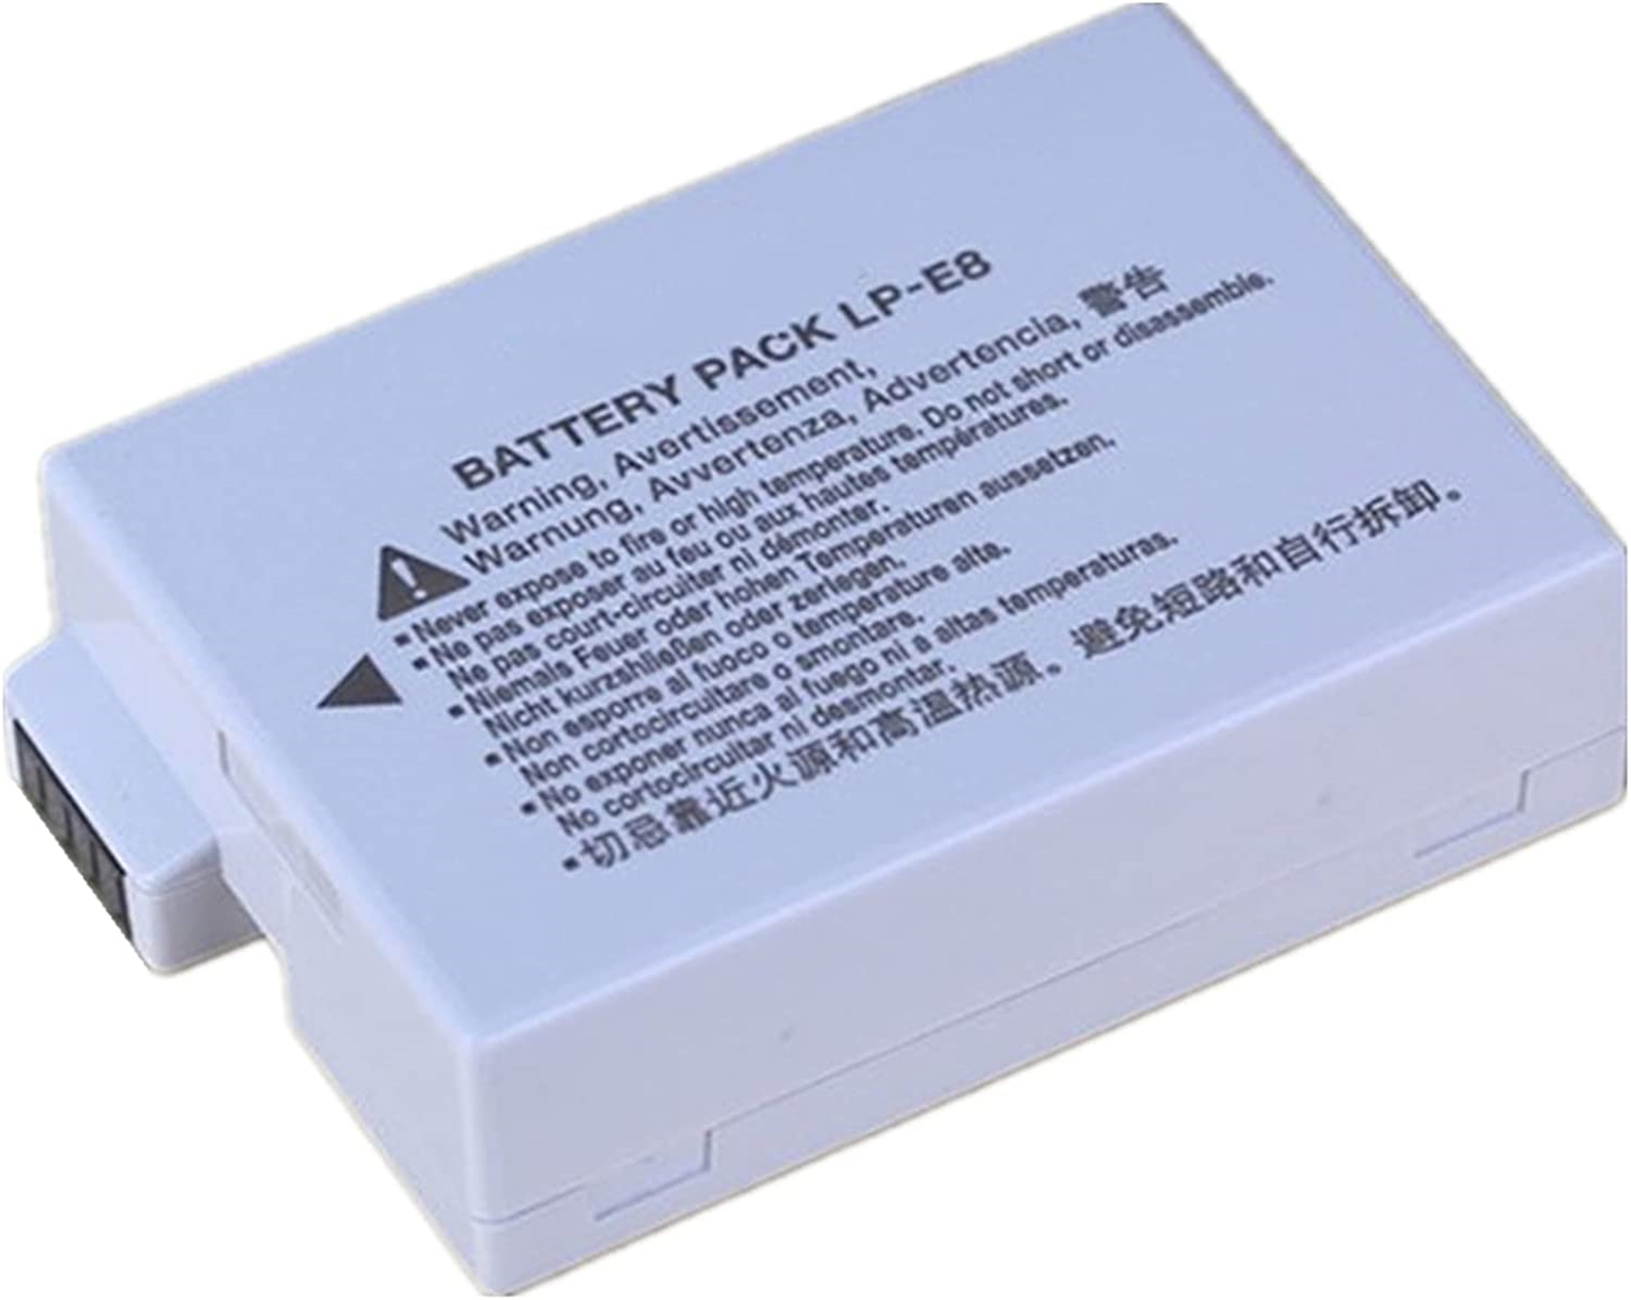 BATTERY PACK LP-E8
Warning, Avertissement,
Warnung, Avvertenza, Advertencia, 警告
▪Never expose to fire or high temperature. Do not short or disassemble.
▪Ne pas exposer au feu ou aux hautes températures.
Ne pas court-circuiter ni démonter.
▪Niemals Feuer oder hohen Temperaturen aussetzen.
Nicht kurzshließen oder zerlegen.
▪Non esporre al fuoco o temperature alte.
Non cortocircuitare o smontare.
▪No exponer nunca al fuego ni a altas temperaturas.
No cortocircuitar ni desmontar.
▪切忌靠近火源和高温热源。避免短路和自行拆卸。